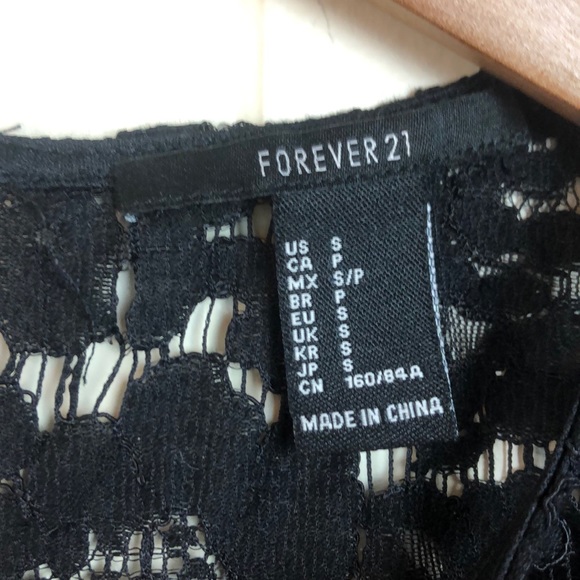 FOREVER 21
US S
CA P
MX S/P
BR P
EU S
UK S
KR S
JP S
CN 160/84A
MADE IN CHINA